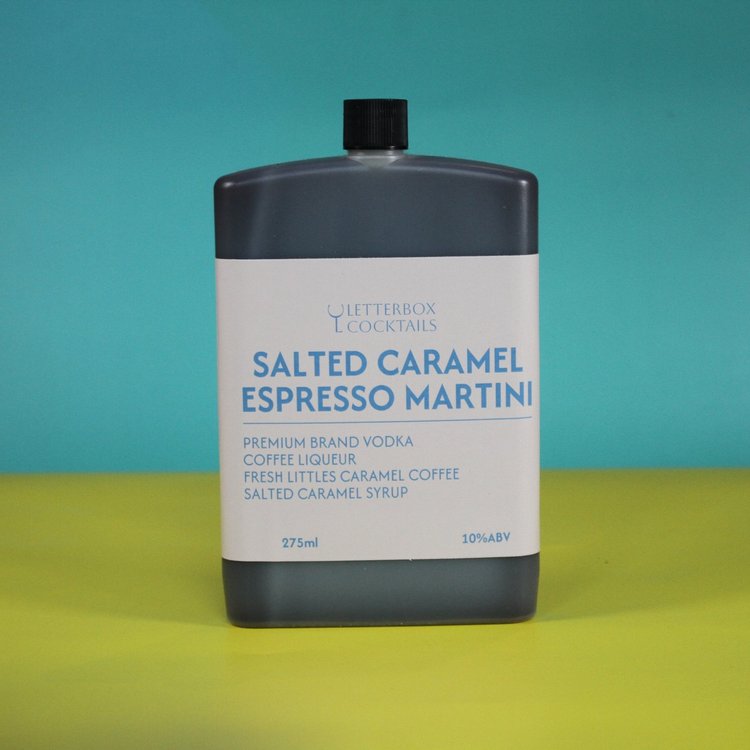 LETTERBOX
COCKTAILS
SALTED CARAMEL
ESPRESSO MARTINI
PREMIUM BRAND VODKA
COFFEE LIQUEUR
FRESH LITTLES CARAMEL COFFEE
SALTED CARAMEL SYRUP
275ml 10%ABV